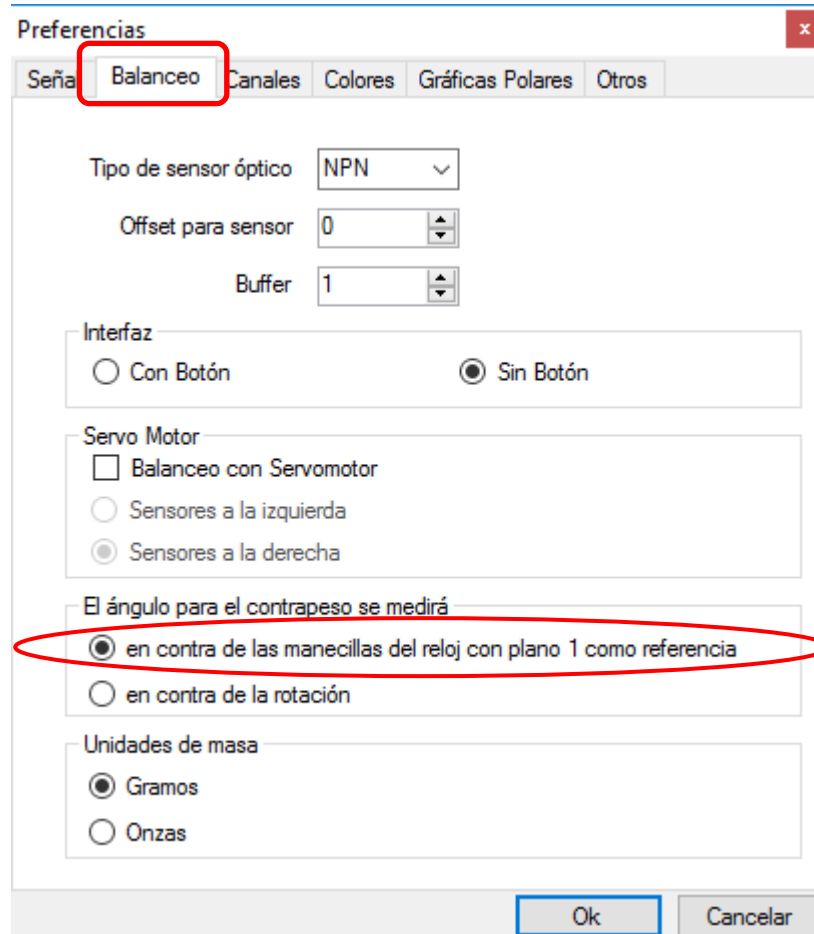 Preferencias
x
Seña Balanceo Canales Colores Gráficas Polares Otros
Tipo de sensor óptico NPN
Offset para sensor 0
Buffer 1
Interfaz
Con Botón Sin Botón
Servo Motor
Balanceo con Servomotor
Sensores a la izquierda
Sensores a la derecha
El ángulo para el contrapeso se medirá
en contra de las manecillas del reloj con plano 1 como referencia
en contra de la rotación
Unidades de masa
Gramos
Onzas
Ok Cancelar